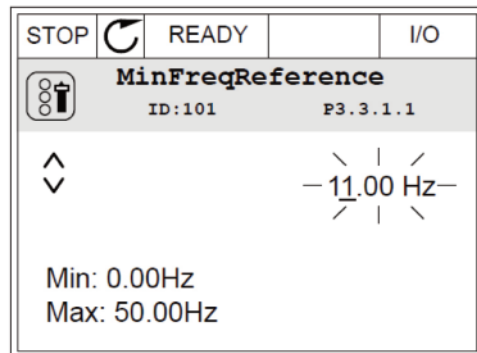 STOP READY I/O
MinFreqReference
ID:101 P3.3.1.1
11.00 Hz
Min: 0.00Hz
Max: 50.00Hz